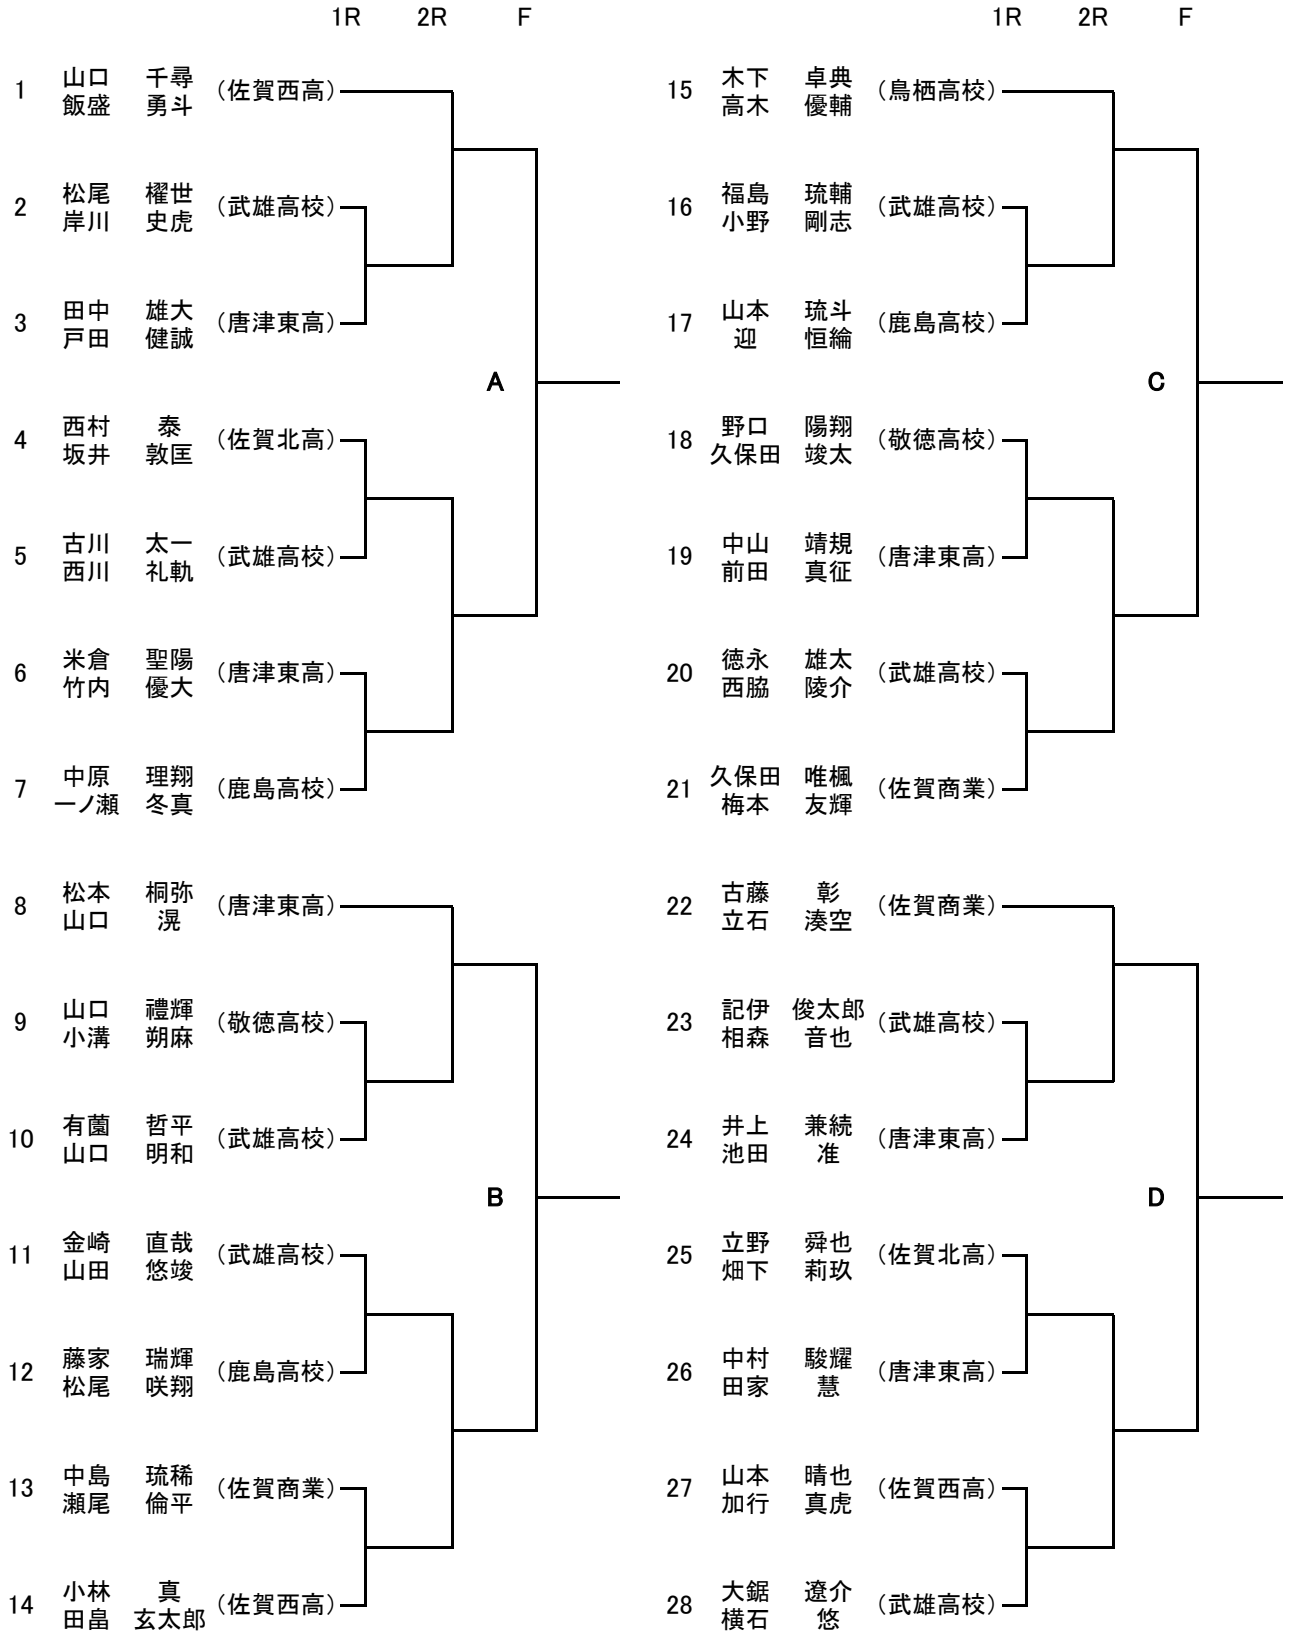 1R 2R F
1 山口 千尋 (佐賀西高)
飯盛 勇斗
2 松尾 櫂世 (武雄高校)
岸川 史虎
3 田中 雄大 (唐津東高)
戸田 健誠
A
4 西村 泰 (佐賀北高)
坂井 敦匡
5 古川 太一 (武雄高校)
西川 礼軌
6 米倉 聖陽 (唐津東高)
竹内 優大
7 中原 理翔 (鹿島高校)
一ノ瀬 冬真
8 松本 桐弥 (唐津東高)
山口 滉
9 山口 禮輝 (敬徳高校)
小溝 朔麻
10 有薗 哲平 (武雄高校)
山口 明和
B
11 金崎 直哉 (武雄高校)
山田 悠竣
12 藤家 瑞輝 (鹿島高校)
松尾 咲翔
13 中島 琉稀 (佐賀商業)
瀬尾 倫平
14 小林 真 (佐賀西高)
田畠 玄太郎
1R 2R F
15 木下 卓典 (鳥栖高校)
高木 優輔
16 福島 琉輔 (武雄高校)
小野 剛志
17 山本 琉斗 (鹿島高校)
迎 恒綸
C
18 野口 陽翔 (敬徳高校)
久保田 竣太
19 中山 靖規 (唐津東高)
前田 真征
20 徳永 雄太 (武雄高校)
西脇 陵介
21 久保田 唯楓 (佐賀商業)
梅本 友輝
22 古藤 彰 (佐賀商業)
立石 湊空
23 記伊 俊太郎 (武雄高校)
相森 音也
24 井上 兼続 (唐津東高)
池田 准
D
25 立野 舜也 (佐賀北高)
畑下 莉玖
26 中村 駿耀 (唐津東高)
田家 慧
27 山本 晴也 (佐賀西高)
加行 真虎
28 大鋸 遼介 (武雄高校)
横石 悠